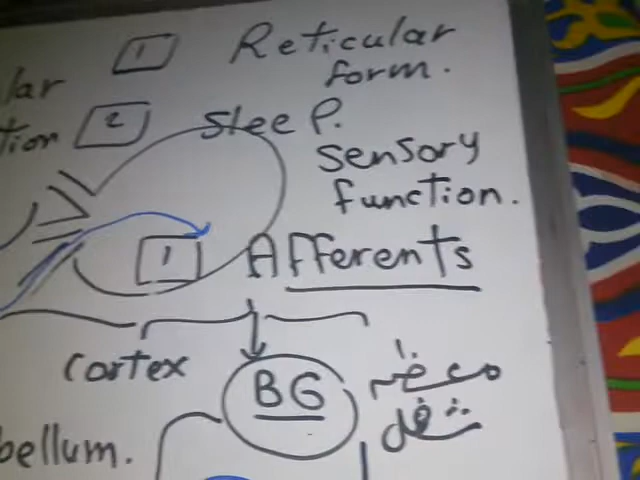 1 Reticular
form.
lar
tion 2 Sleep.
sensory
function.
1 Afferents
cortex
BG
bellum.